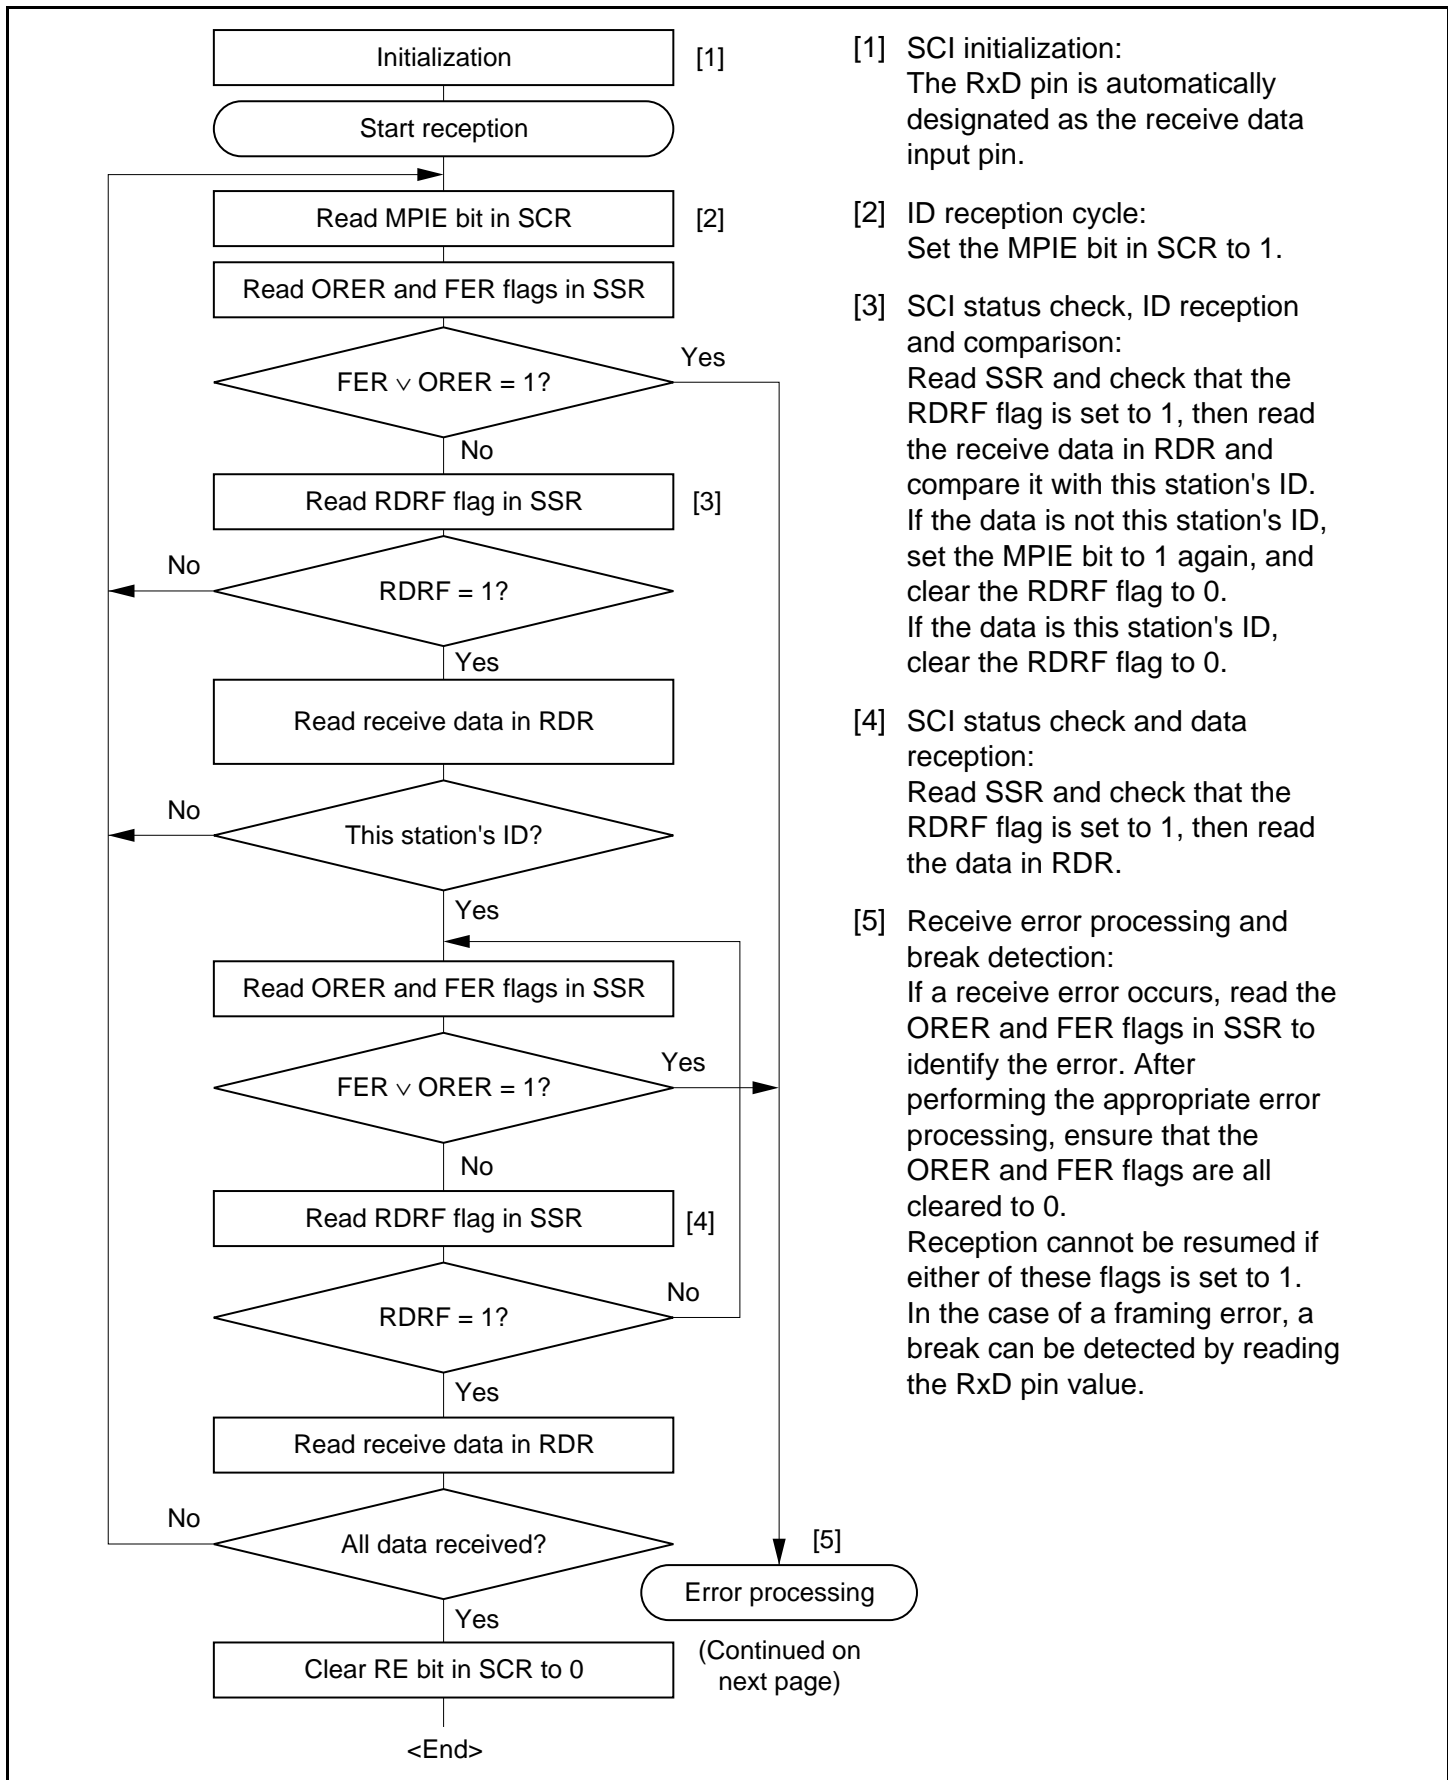 Initialization
[1]
Start reception
Read MPIE bit in SCR
[2]
Read ORER and FER flags in SSR
FER ∨ ORER = 1?
Yes
No
Read RDRF flag in SSR
[3]
No
RDRF = 1?
Yes
Read receive data in RDR
No
This station's ID?
Yes
Read ORER and FER flags in SSR
FER ∨ ORER = 1?
Yes
No
Read RDRF flag in SSR
[4]
RDRF = 1?
No
Yes
Read receive data in RDR
No
All data received?
[5]
Error processing
Yes
(Continued on
next page)
Clear RE bit in SCR to 0
<End>
[1] SCI initialization:
The RxD pin is automatically
designated as the receive data
input pin.
[2] ID reception cycle:
Set the MPIE bit in SCR to 1.
[3] SCI status check, ID reception
and comparison:
Read SSR and check that the
RDRF flag is set to 1, then read
the receive data in RDR and
compare it with this station's ID.
If the data is not this station's ID,
set the MPIE bit to 1 again, and
clear the RDRF flag to 0.
If the data is this station's ID,
clear the RDRF flag to 0.
[4] SCI status check and data
reception:
Read SSR and check that the
RDRF flag is set to 1, then read
the data in RDR.
[5] Receive error processing and
break detection:
If a receive error occurs, read the
ORER and FER flags in SSR to
identify the error. After
performing the appropriate error
processing, ensure that the
ORER and FER flags are all
cleared to 0.
Reception cannot be resumed if
either of these flags is set to 1.
In the case of a framing error, a
break can be detected by reading
the RxD pin value.